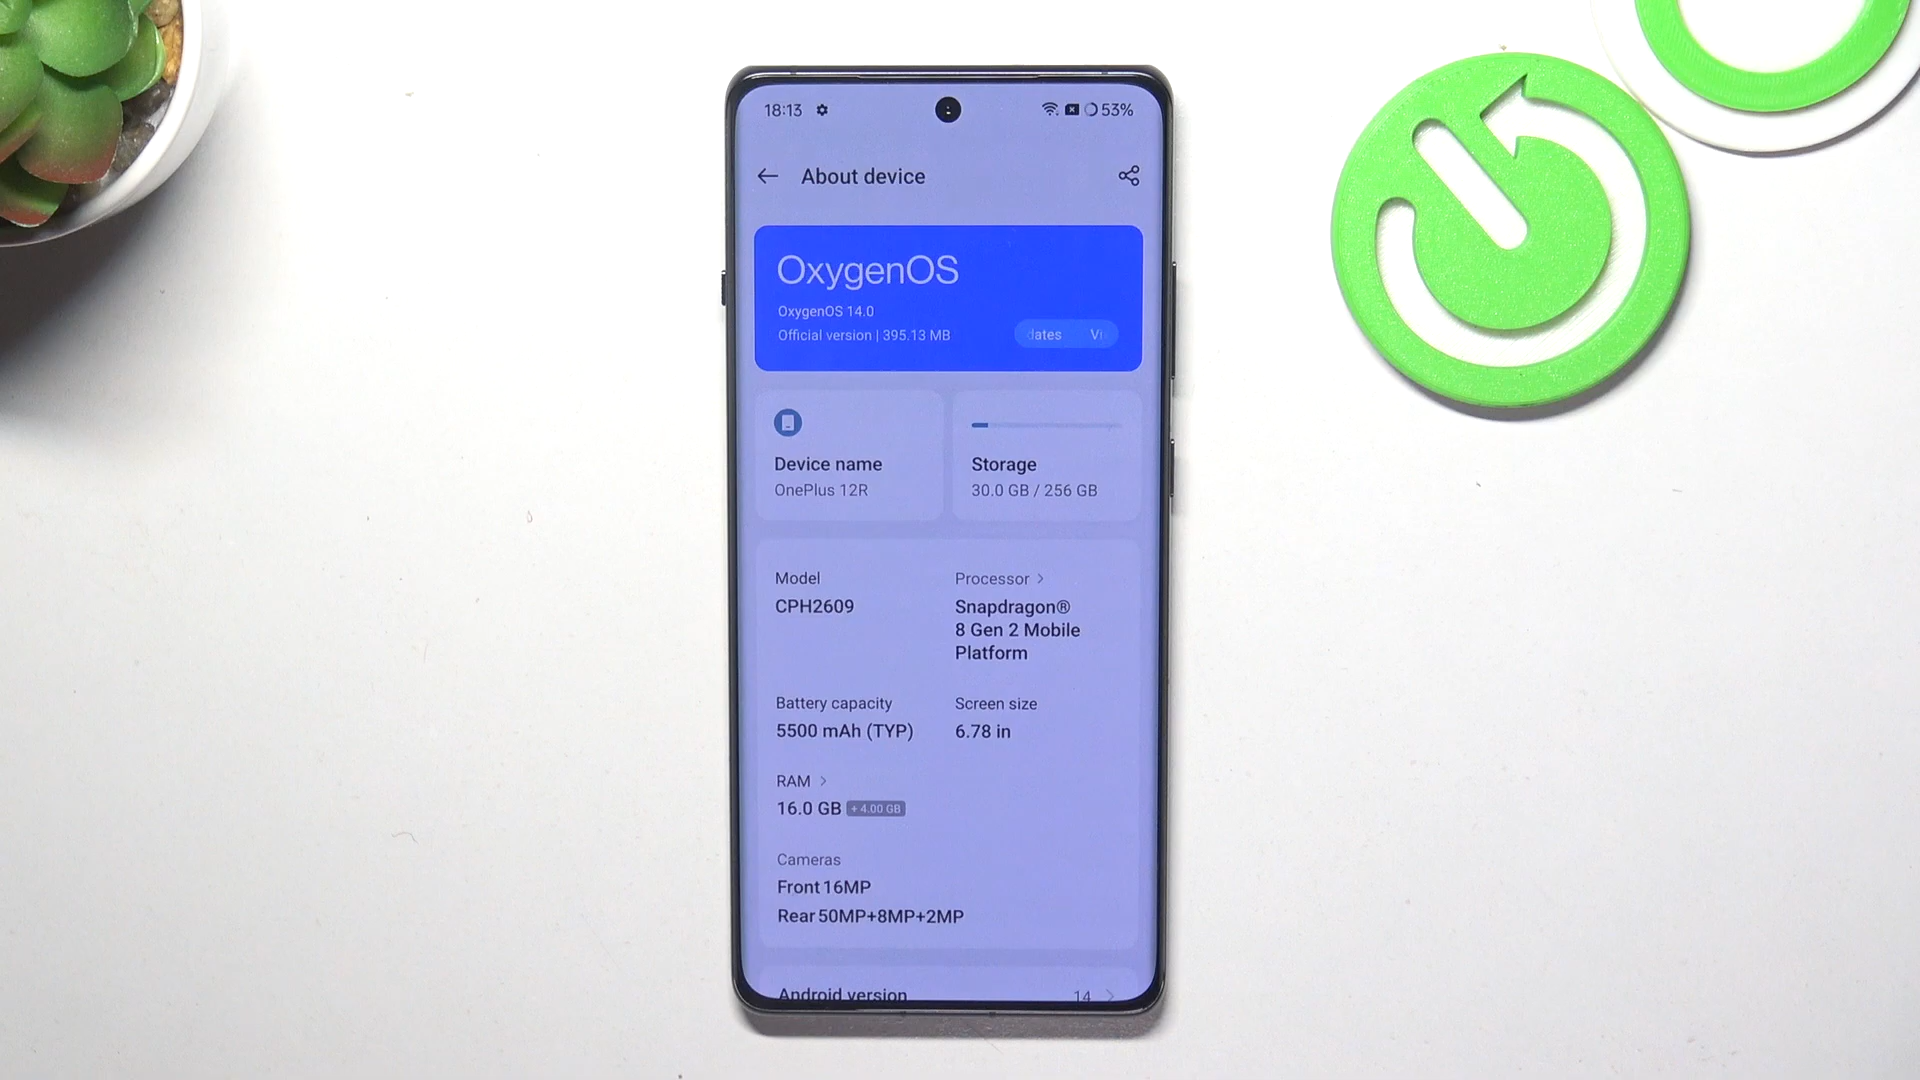 18:13 53%
About device
OxygenOS
OxygenOS 14.0
Official version | 395.13 MB
dates Vi
Device name
OnePlus 12R
Storage
30.0 GB / 256 GB
Model
CPH2609
Processor >
Snapdragon®
8 Gen 2 Mobile
Platform
Battery capacity
5500 mAh (TYP)
Screen size
6.78 in
RAM >
16.0 GB + 4.00 GB
Cameras
Front 16MP
Rear 50MP+8MP+2MP
Android version 14 >